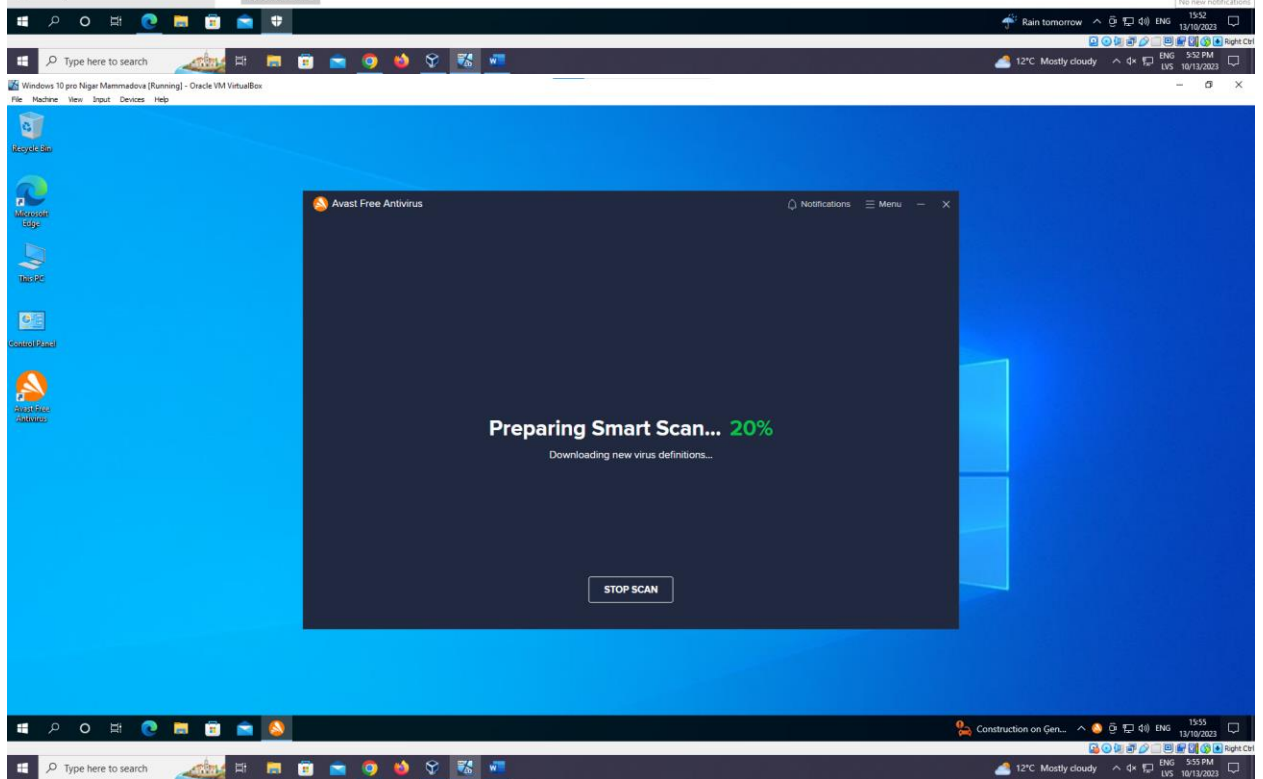 No new notifications
Rain tomorrow ENG 15:52
13/10/2023
Right Ctrl
Type here to search 12°C Mostly cloudy ENG 5:52 PM
LVS 10/13/2023
Windows 10 pro Nigar Mammadova [Running] - Oracle VM VirtualBox
File Machine View Input Devices Help
Recycle Bin
Microsoft
Edge
This PC
Control Panel
Avast Free
Antivirus
Avast Free Antivirus Notifications Menu
Preparing Smart Scan... 20%
Downloading new virus definitions...
STOP SCAN
Construction on Ģen... ENG 15:55
13/10/2023
Right Ctrl
Type here to search 12°C Mostly cloudy ENG 5:55 PM
LVS 10/13/2023